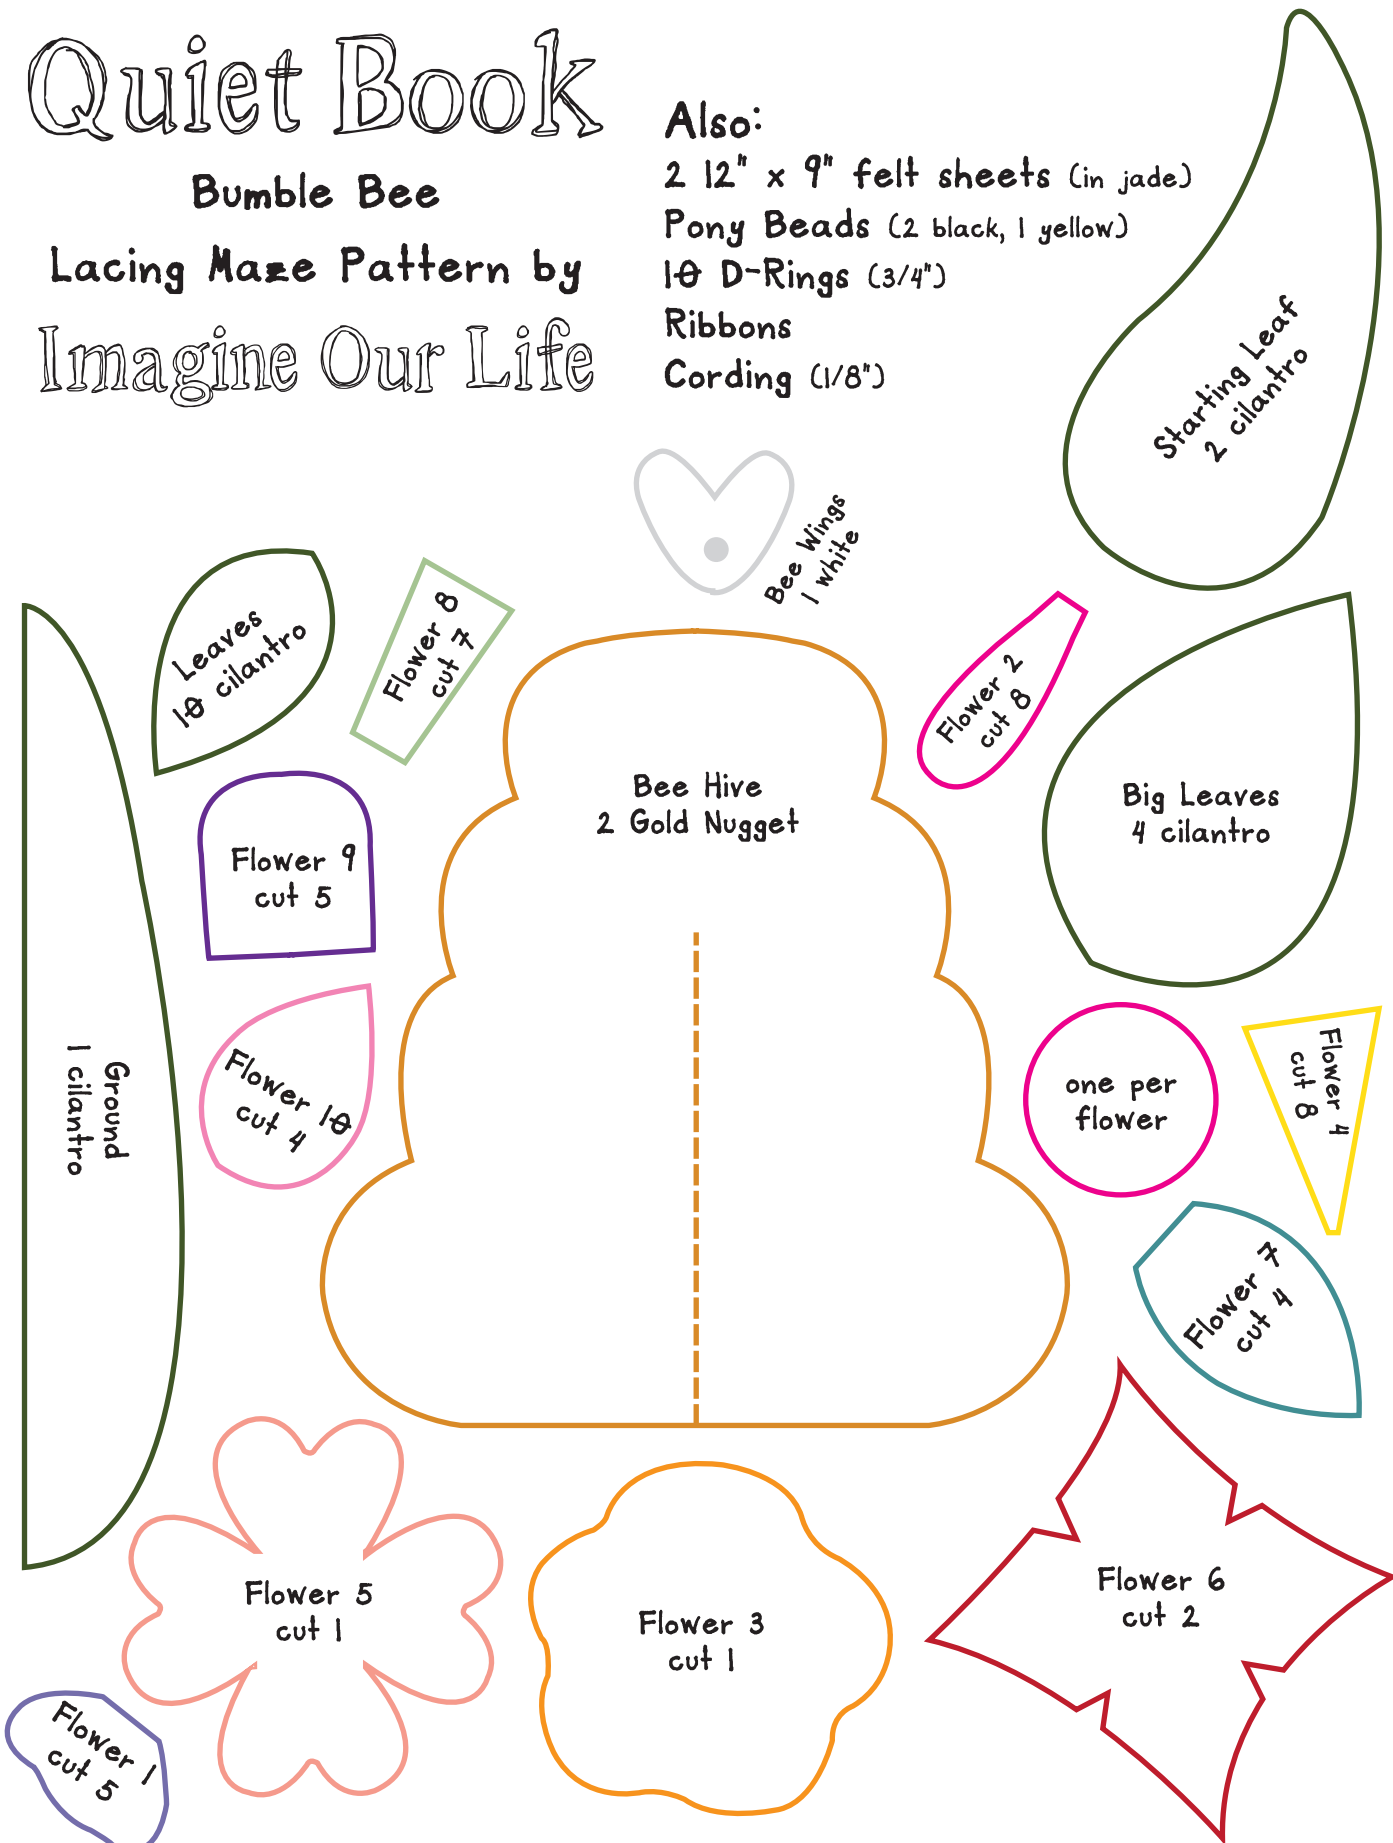 Quiet Book
Bumble Bee
Lacing Maze Pattern by
Imagine Our Life
Also:
2 12" x 9" felt sheets (in jade)
Pony Beads (2 black, 1 yellow)
10 D-Rings (3/4")
Ribbons
Cording (1/8")
Starting Leaf
2 cilantro
Bee Wings
1 white
Leaves
10 cilantro
Flower 8
cut 7
Flower 2
cut 8
Bee Hive
2 Gold Nugget
Big Leaves
4 cilantro
Flower 9
cut 5
Ground
1 cilantro
Flower 10
cut 4
one per
flower
Flower 4
cut 8
Flower 7
cut 4
Flower 5
cut 1
Flower 3
cut 1
Flower 6
cut 2
Flower 1
cut 5